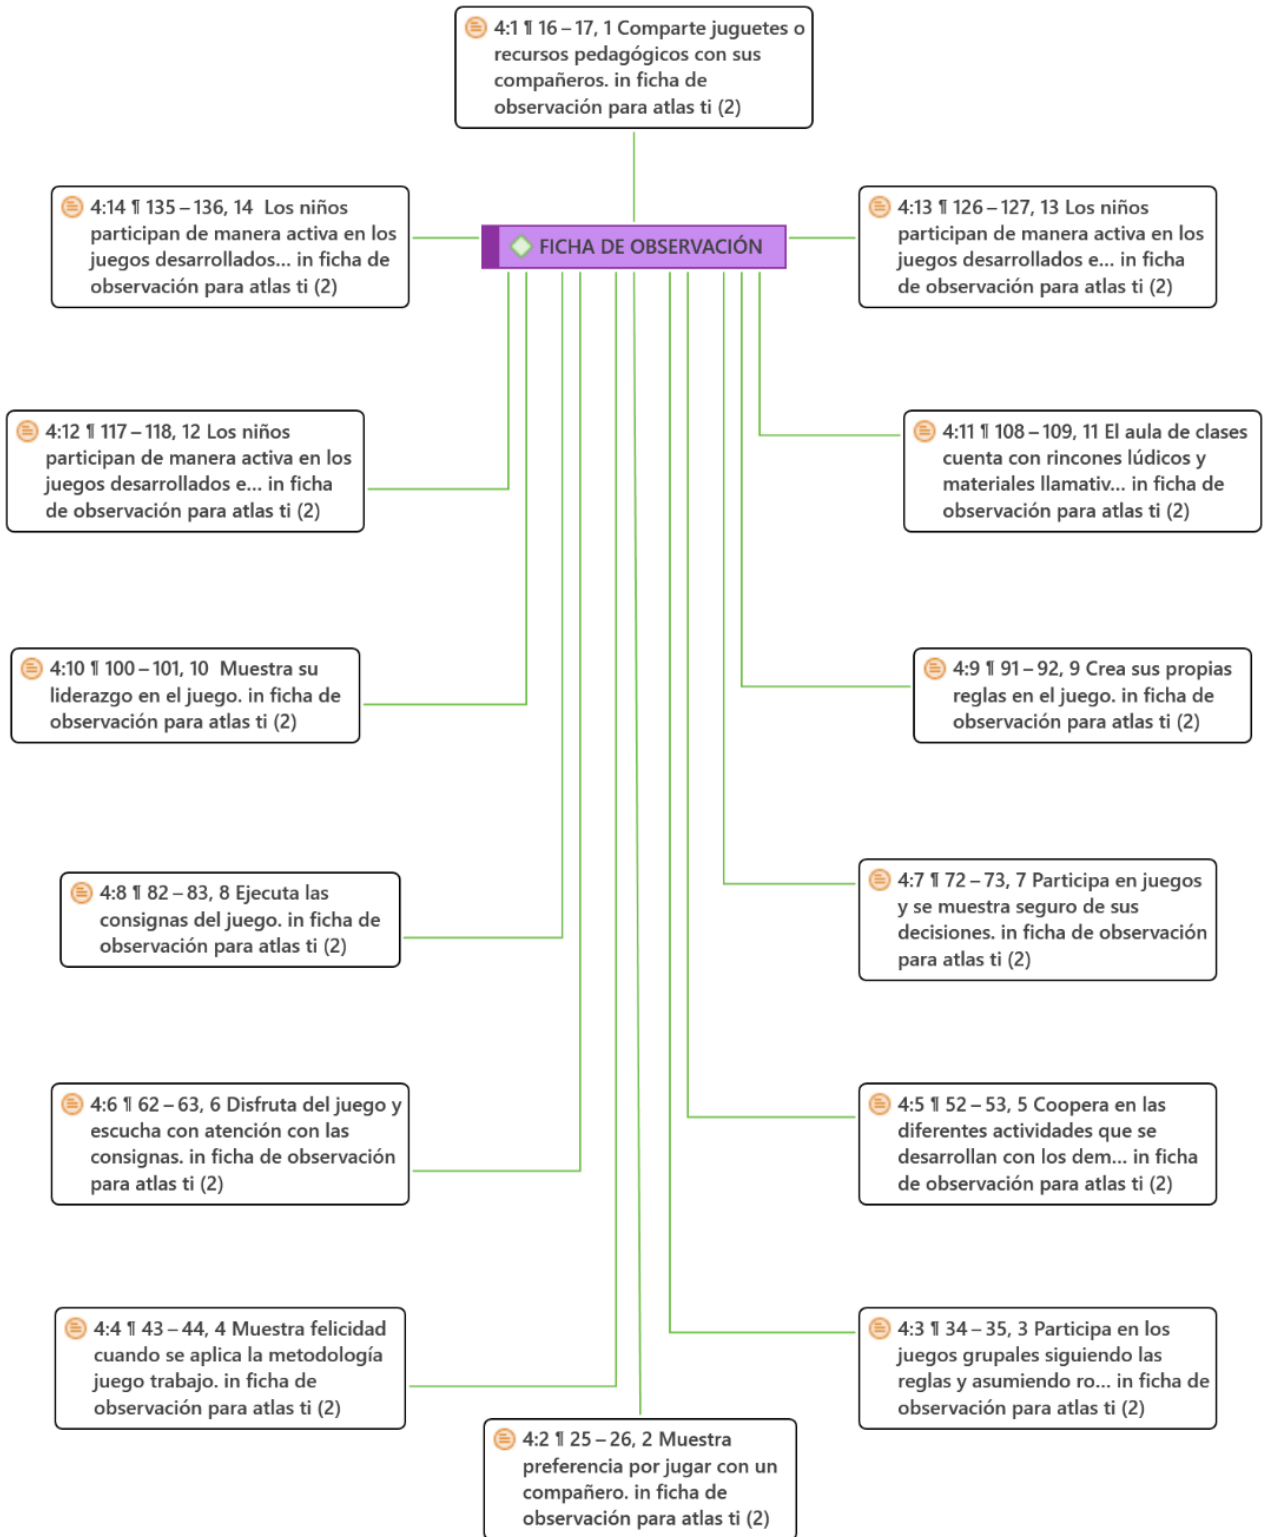 4:1 ¶ 16 – 17, 1 Comparte juguetes o
recursos pedagógicos con sus
compañeros. in ficha de
observación para atlas ti (2)
4:14 ¶ 135 – 136, 14 Los niños
participan de manera activa en los
juegos desarrollados... in ficha de
observación para atlas ti (2)
FICHA DE OBSERVACIÓN
4:13 ¶ 126 – 127, 13 Los niños
participan de manera activa en los
juegos desarrollados e... in ficha
de observación para atlas ti (2)
4:12 ¶ 117 – 118, 12 Los niños
participan de manera activa en los
juegos desarrollados e... in ficha
de observación para atlas ti (2)
4:11 ¶ 108 – 109, 11 El aula de clases
cuenta con rincones lúdicos y
materiales llamativ... in ficha de
observación para atlas ti (2)
4:10 ¶ 100 – 101, 10 Muestra su
liderazgo en el juego. in ficha de
observación para atlas ti (2)
4:9 ¶ 91 – 92, 9 Crea sus propias
reglas en el juego. in ficha de
observación para atlas ti (2)
4:8 ¶ 82 – 83, 8 Ejecuta las
consignas del juego. in ficha de
observación para atlas ti (2)
4:7 ¶ 72 – 73, 7 Participa en juegos
y se muestra seguro de sus
decisiones. in ficha de observación
para atlas ti (2)
4:6 ¶ 62 – 63, 6 Disfruta del juego y
escucha con atención con las
consignas. in ficha de observación
para atlas ti (2)
4:5 ¶ 52 – 53, 5 Coopera en las
diferentes actividades que se
desarrollan con los dem... in ficha
de observación para atlas ti (2)
4:4 ¶ 43 – 44, 4 Muestra felicidad
cuando se aplica la metodología
juego trabajo. in ficha de
observación para atlas ti (2)
4:3 ¶ 34 – 35, 3 Participa en los
juegos grupales siguiendo las
reglas y asumiendo ro... in ficha de
observación para atlas ti (2)
4:2 ¶ 25 – 26, 2 Muestra
preferencia por jugar con un
compañero. in ficha de
observación para atlas ti (2)